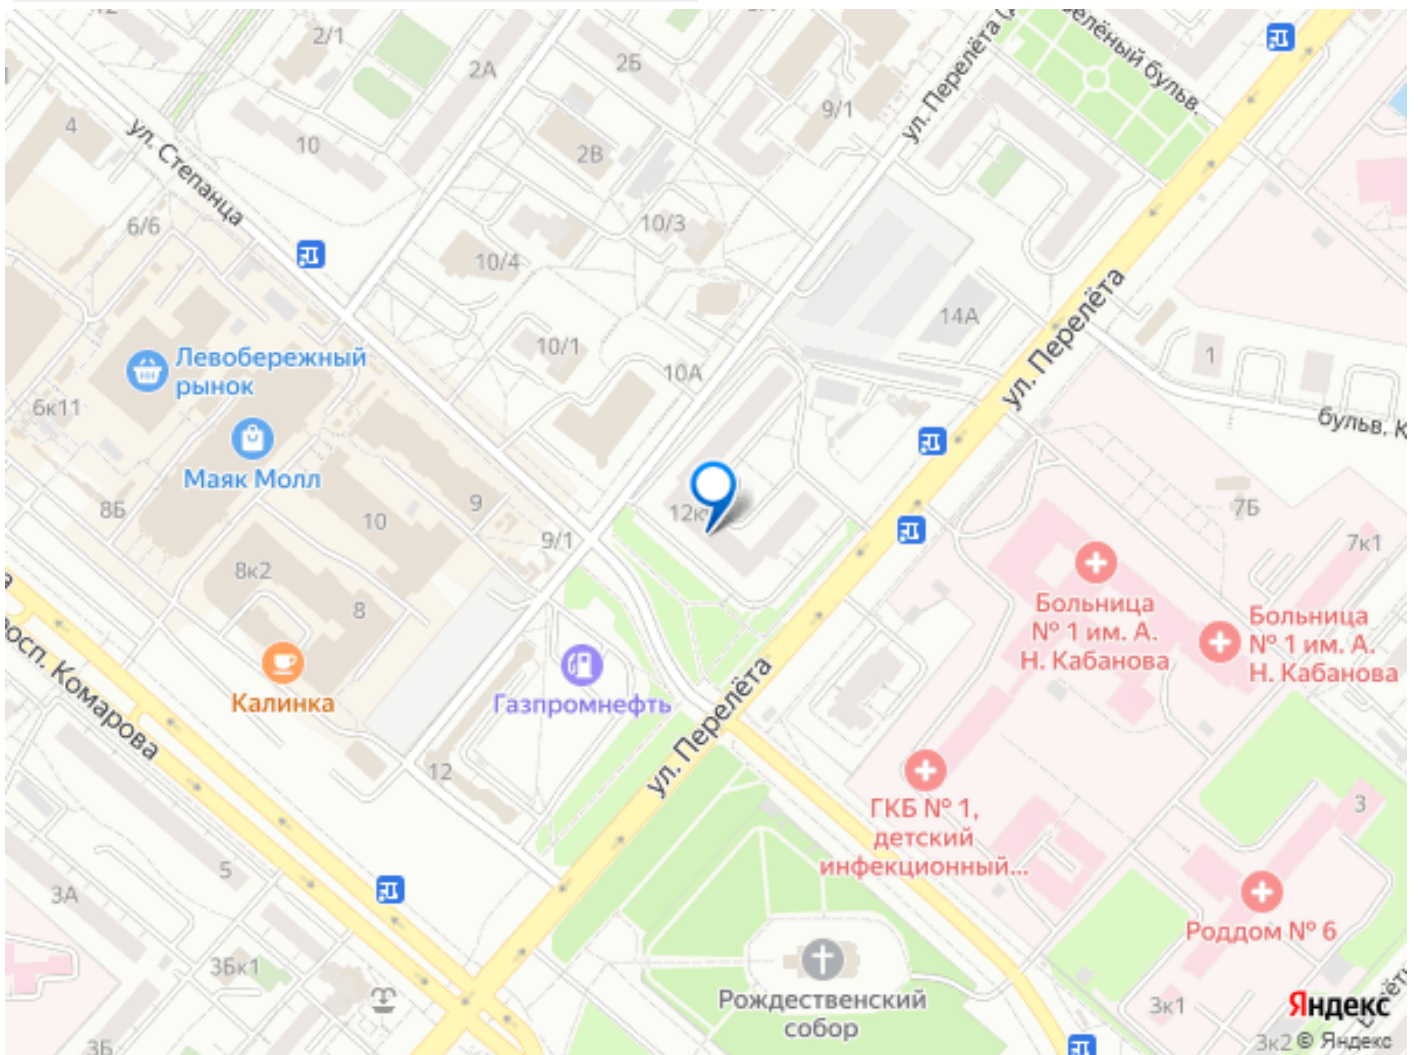 2/1
2А
2Б
ул. Перелёта
елёный бульв.
4
ул. Степанца
10
2В
9/1
6/6
10/4
10/3
14А
ул. Перелёта
Левобережный
рынок
10/1
10А
1
бульв. К
6к11
Маяк Молл
8Б
10
9
9/1
12к
7Б
7к1
8к2
8
Больница
№ 1 им. А.
Н. Кабанова
Больница
№ 1 им. А.
Н. Кабанова
Калинка
Газпромнефть
осп. Комарова
12
ул. Перелёта
ГКБ № 1,
детский
инфекционный...
3
5
3А
Роддом № 6
3Бк1
Рождественский
собор
3к1
Яндекс
3Б
3к2
© Яндекс